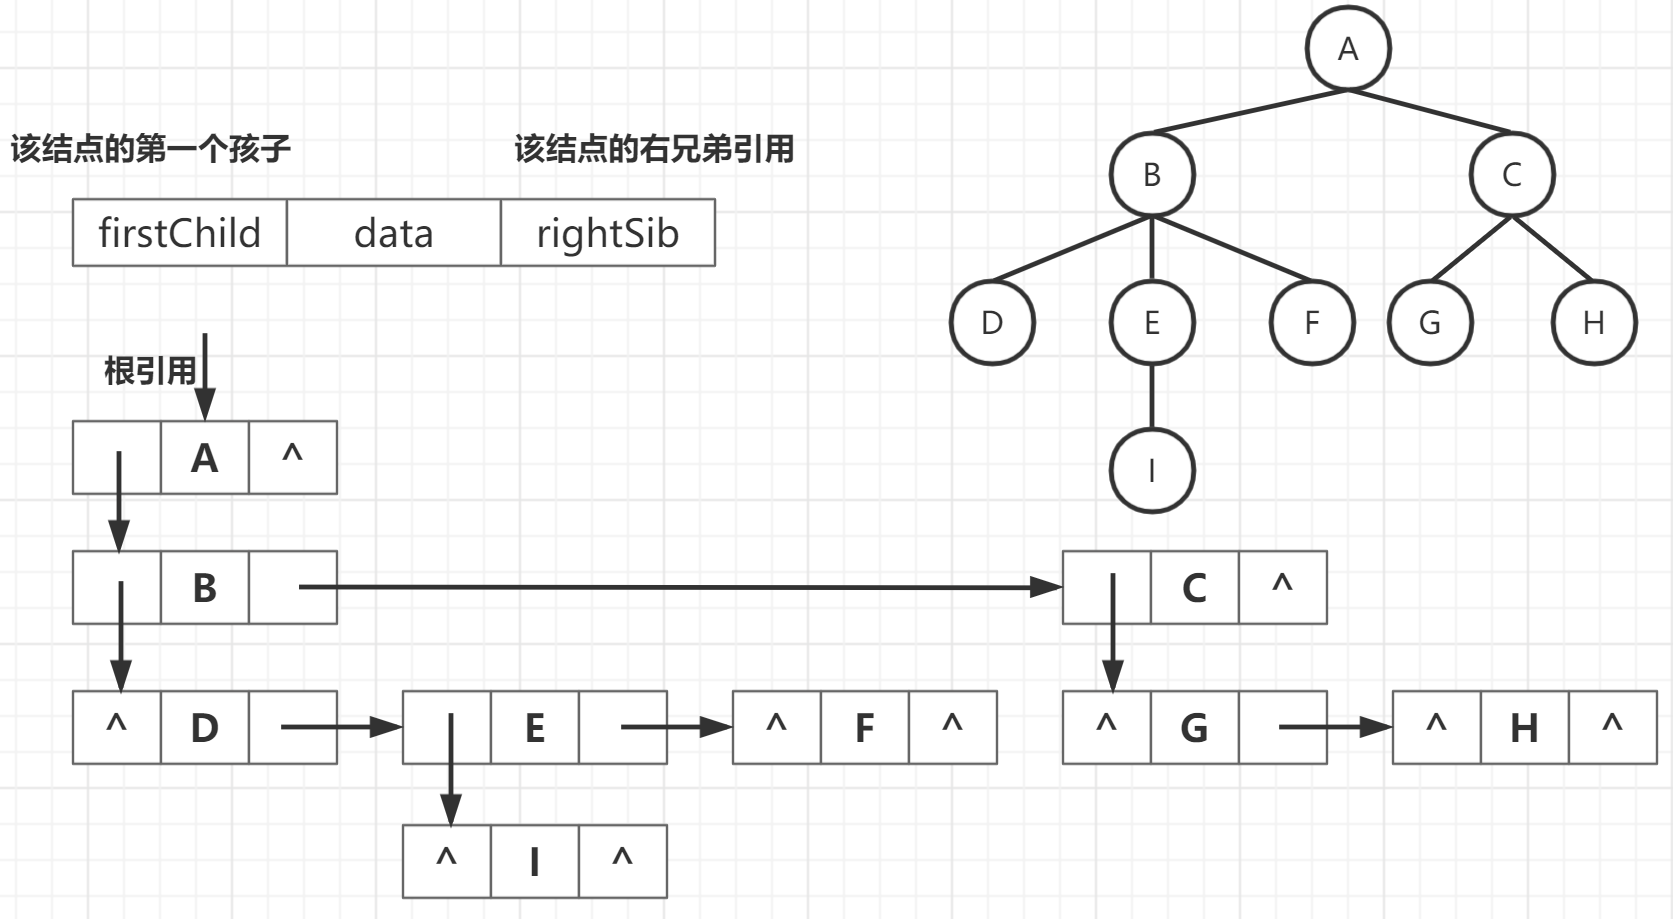 A
该结点的第一个孩子 该结点的右兄弟引用
B C
firstChild data rightSib
D E F G H
根引用
A ^
I
B C ^
^ D E ^ F ^ ^ G ^ H ^
^ I ^